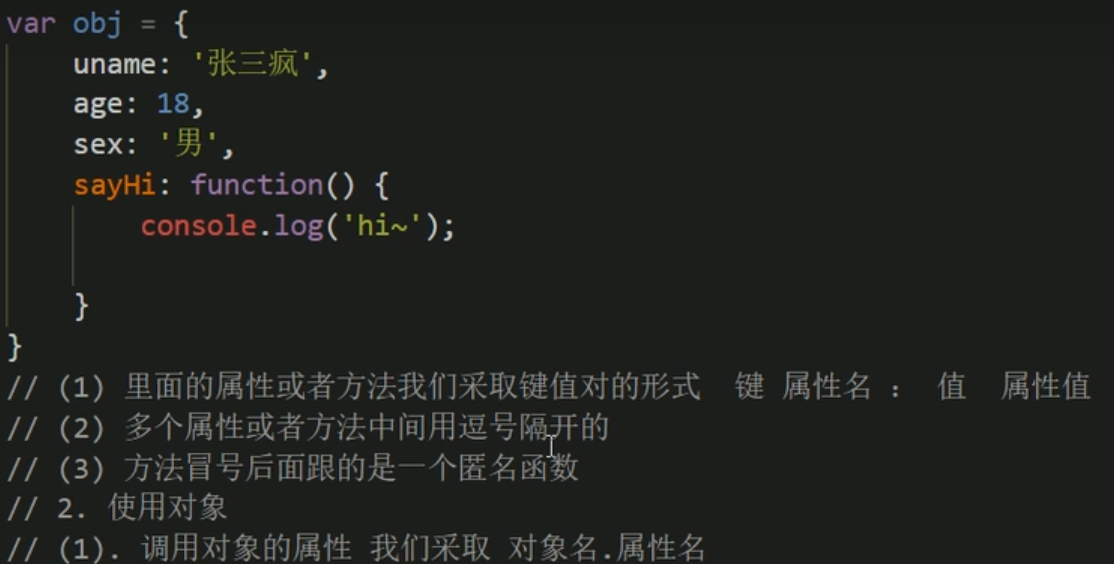 var obj = {
    uname: '张三疯',
    age: 18,
    sex: '男',
    sayHi: function() {
        console.log('hi~');
    }
}
// (1) 里面的属性或者方法我们采取键值对的形式  键 属性名 ： 值  属性值
// (2) 多个属性或者方法中间用逗号隔开的
// (3) 方法冒号后面跟的是一个匿名函数
// 2. 使用对象
// (1). 调用对象的属性 我们采取 对象名.属性名